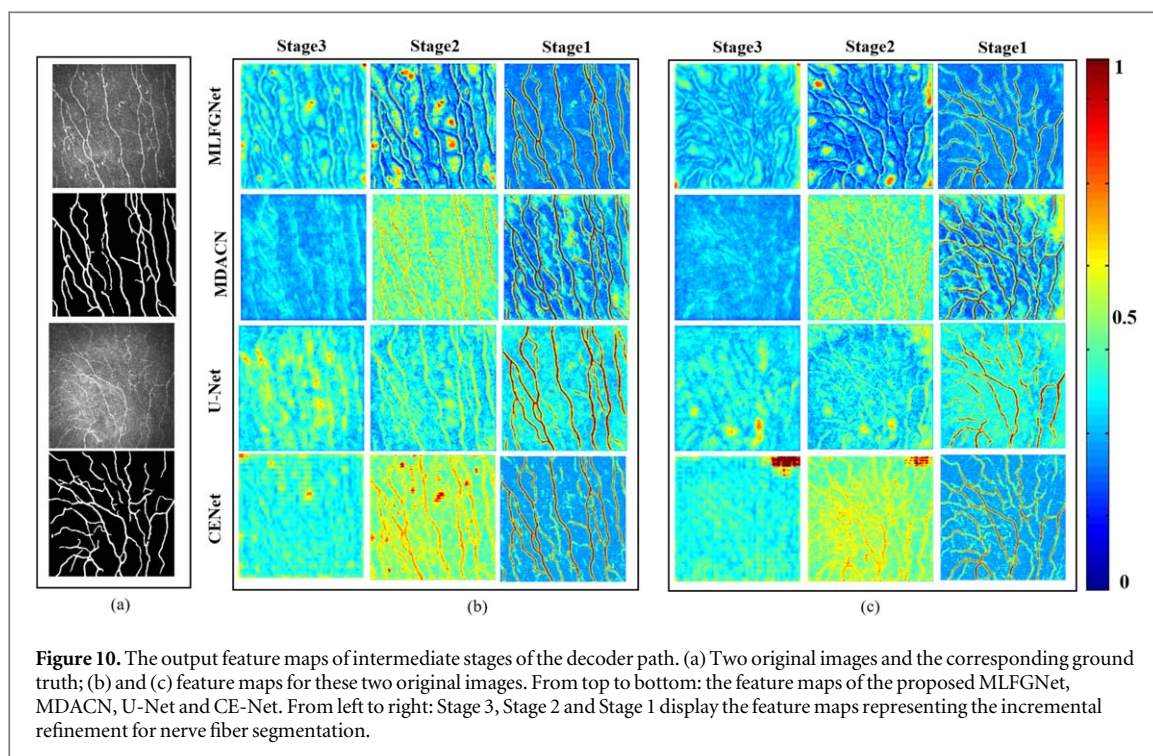 Stage3 Stage2 Stage1
Stage3 Stage2 Stage1
MLFGNet
MDACN
U-Net
CENet
1
0.5
0
(a)
(b)
(c)
Figure 10. The output feature maps of intermediate stages of the decoder path. (a) Two original images and the corresponding ground
truth; (b) and (c) feature maps for these two original images. From top to bottom: the feature maps of the proposed MLFGNet,
MDACN, U-Net and CE-Net. From left to right: Stage 3, Stage 2 and Stage 1 display the feature maps representing the incremental
refinement for nerve fiber segmentation.